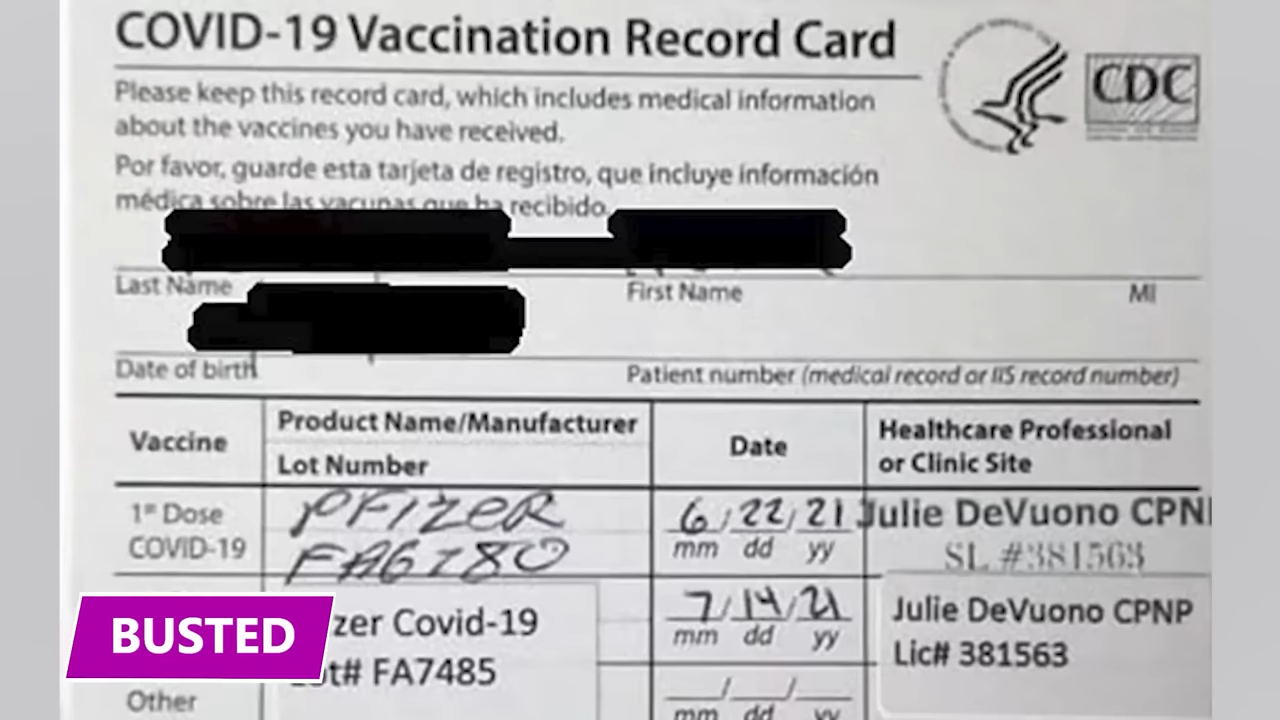 COVID-19 Vaccination Record Card
CDC
Please keep this record card, which includes medical information
about the vaccines you have received.
Por favor, guarde esta tarjeta de registro, que incluye información
médica sobre las vacunas que ha recibido.
Last Name First Name MI
Date of birth Patient number (medical record or IIS record number)
Vaccine
Product Name/Manufacturer
Lot Number
Date
Healthcare Professional
or Clinic Site
1st Dose
COVID-19
PFIZER
FA6780
6/22/21
mm dd yy
Julie DeVuono CPN
SL #381563
zer Covid-19
t# FA7485
7/14/21
mm dd yy
Julie DeVuono CPNP
Lic# 381563
Other
/ /
mm dd yy
BUSTED